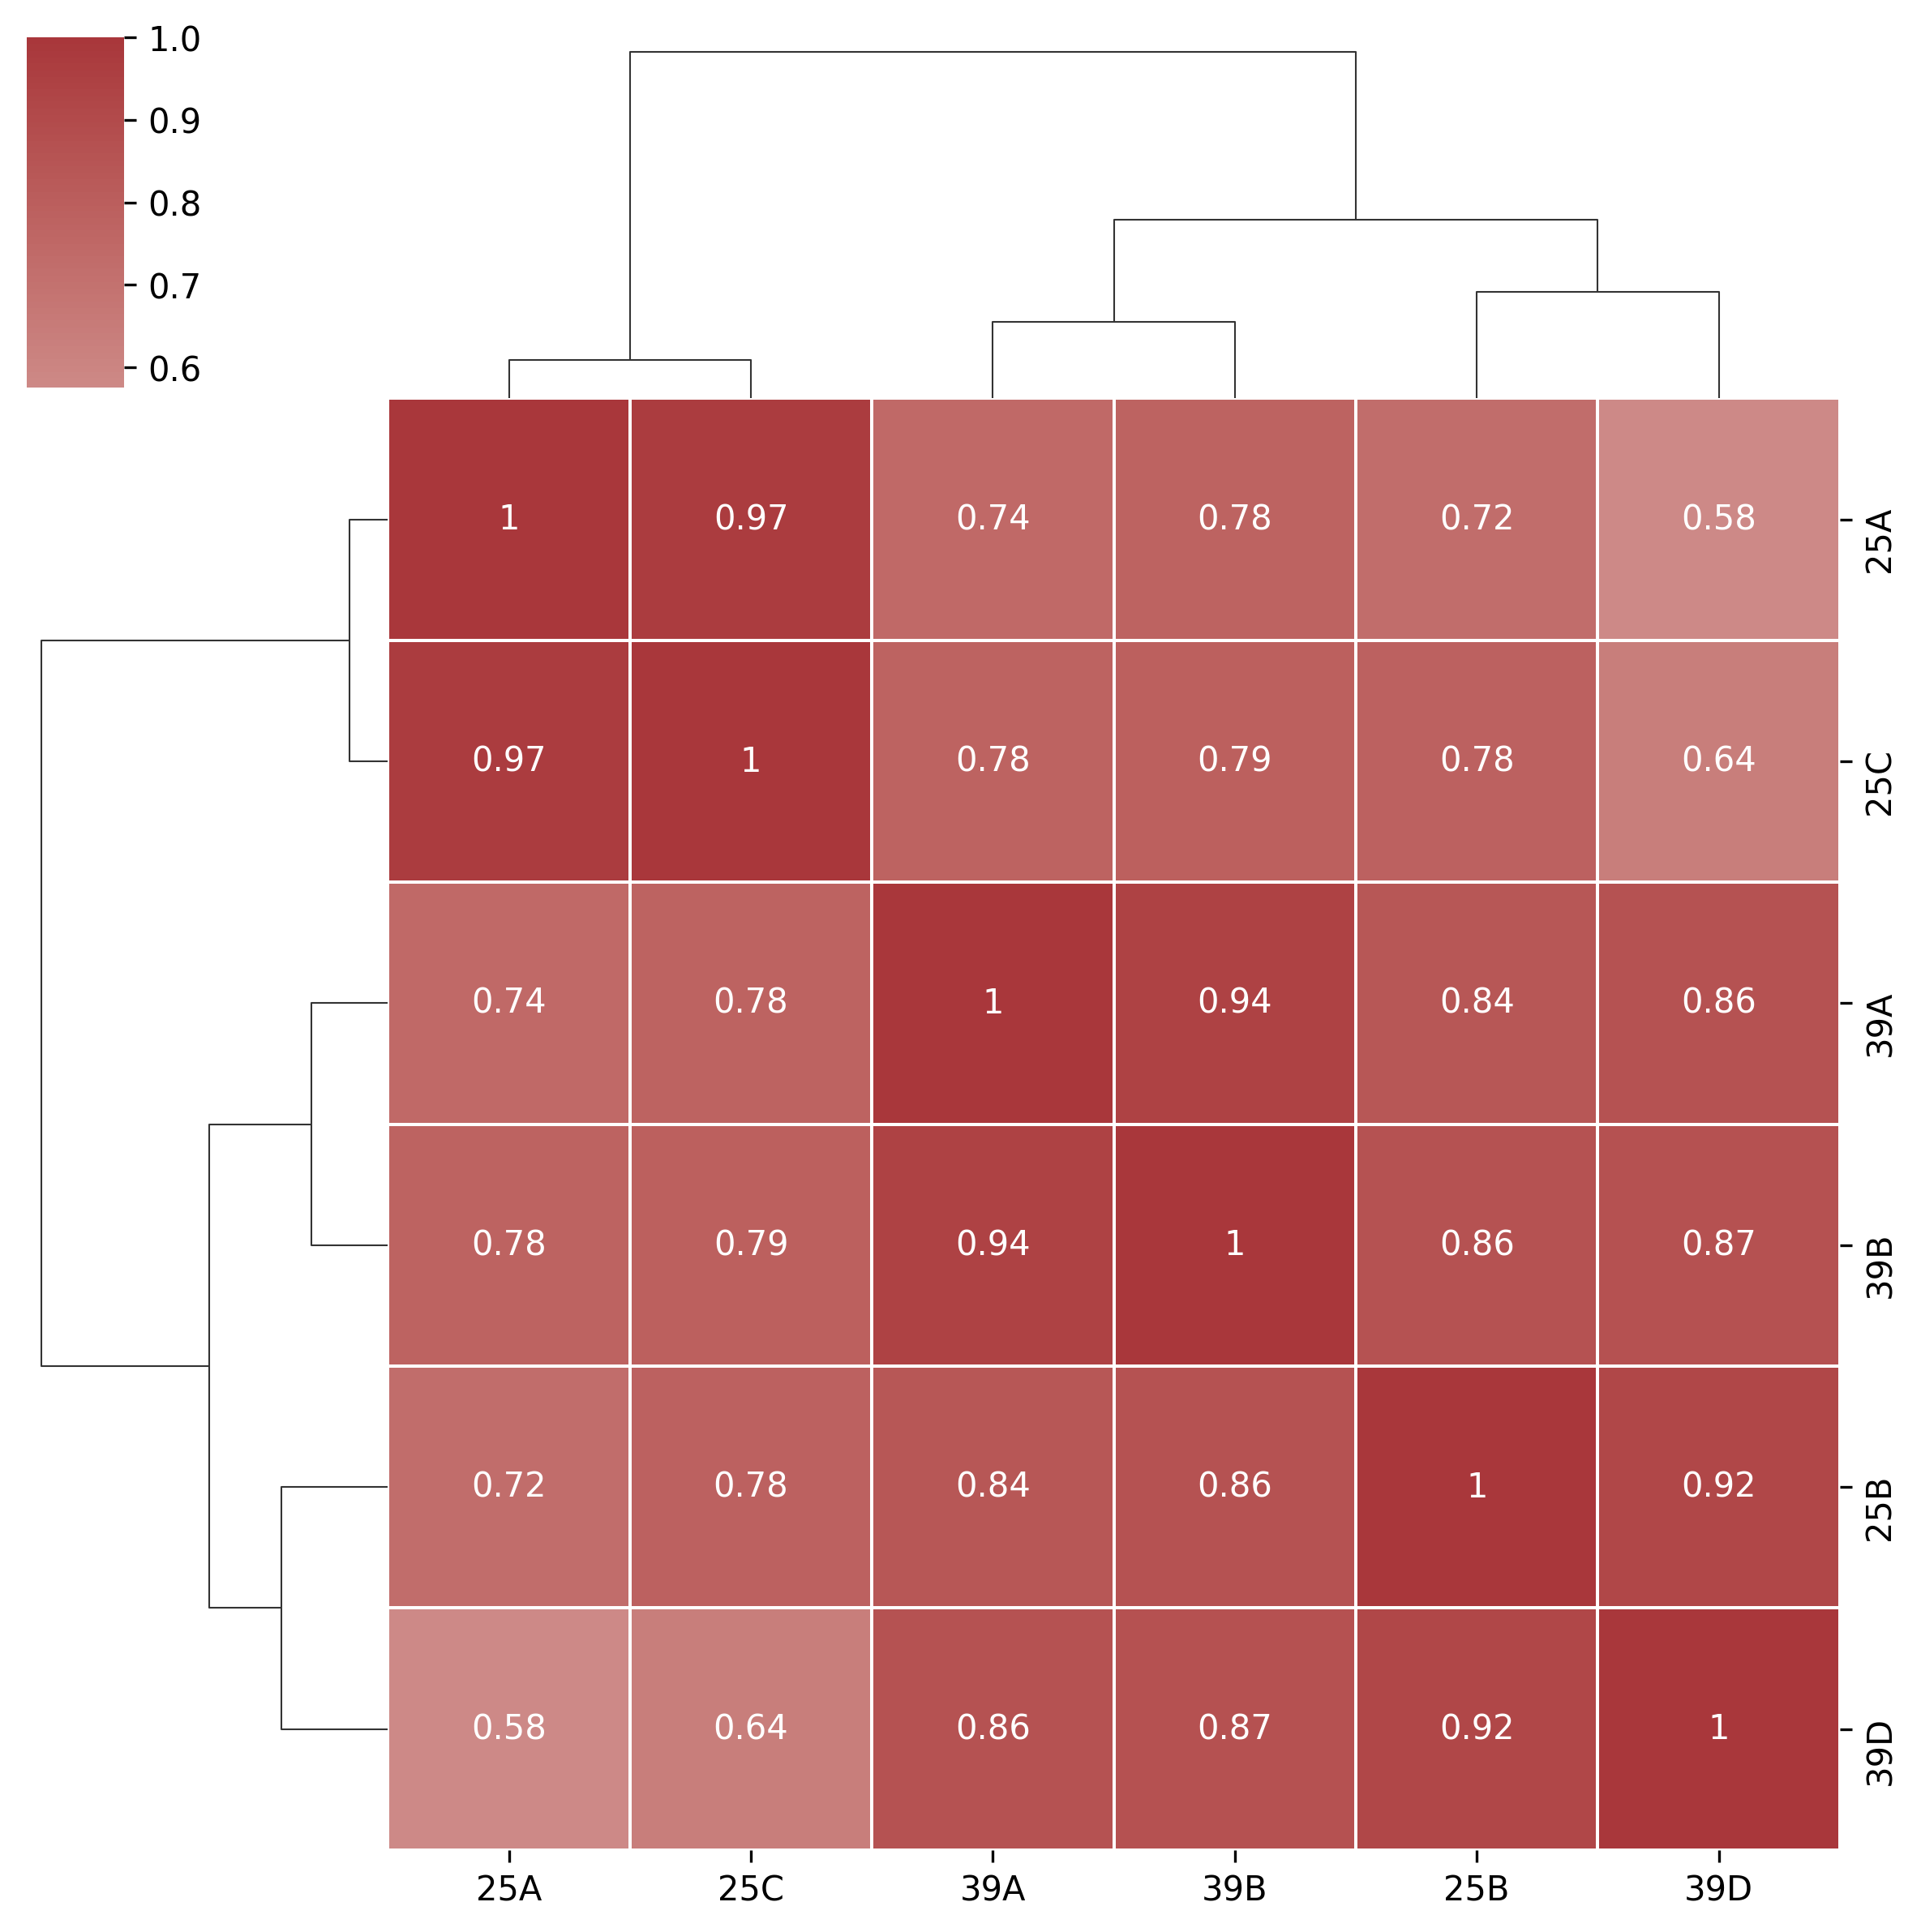 1.0
0.9
0.8
0.7
0.6
1 0.97 0.74 0.78 0.72 0.58 25A
0.97 1 0.78 0.79 0.78 0.64 25C
0.74 0.78 1 0.94 0.84 0.86 39A
0.78 0.79 0.94 1 0.86 0.87 39B
0.72 0.78 0.84 0.86 1 0.92 25B
0.58 0.64 0.86 0.87 0.92 1 39D
25A 25C 39A 39B 25B 39D